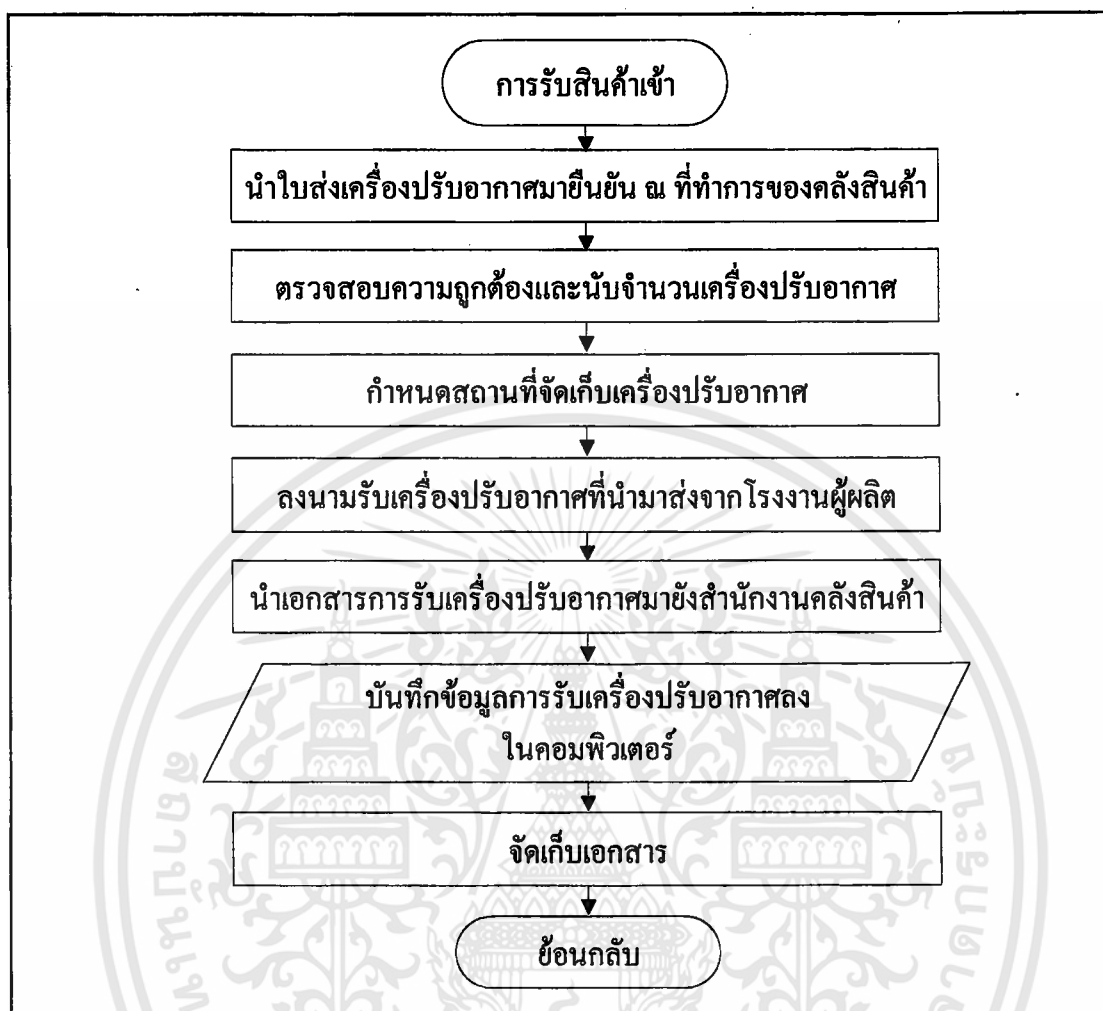 การรับสินค้าเข้า
นำใบส่งเครื่องปรับอากาศมายืนยัน ณ ที่ทำการของคลังสินค้า
ตรวจสอบความถูกต้องและนับจำนวนเครื่องปรับอากาศ
กำหนดสถานที่จัดเก็บเครื่องปรับอากาศ
ลงนามรับเครื่องปรับอากาศที่นำมาส่งจากโรงงานผู้ผลิต
นำเอกสารการรับเครื่องปรับอากาศมายังสำนักงานคลังสินค้า
บันทึกข้อมูลการรับเครื่องปรับอากาศลง
ในคอมพิวเตอร์
จัดเก็บเอกสาร
ย้อนกลับ